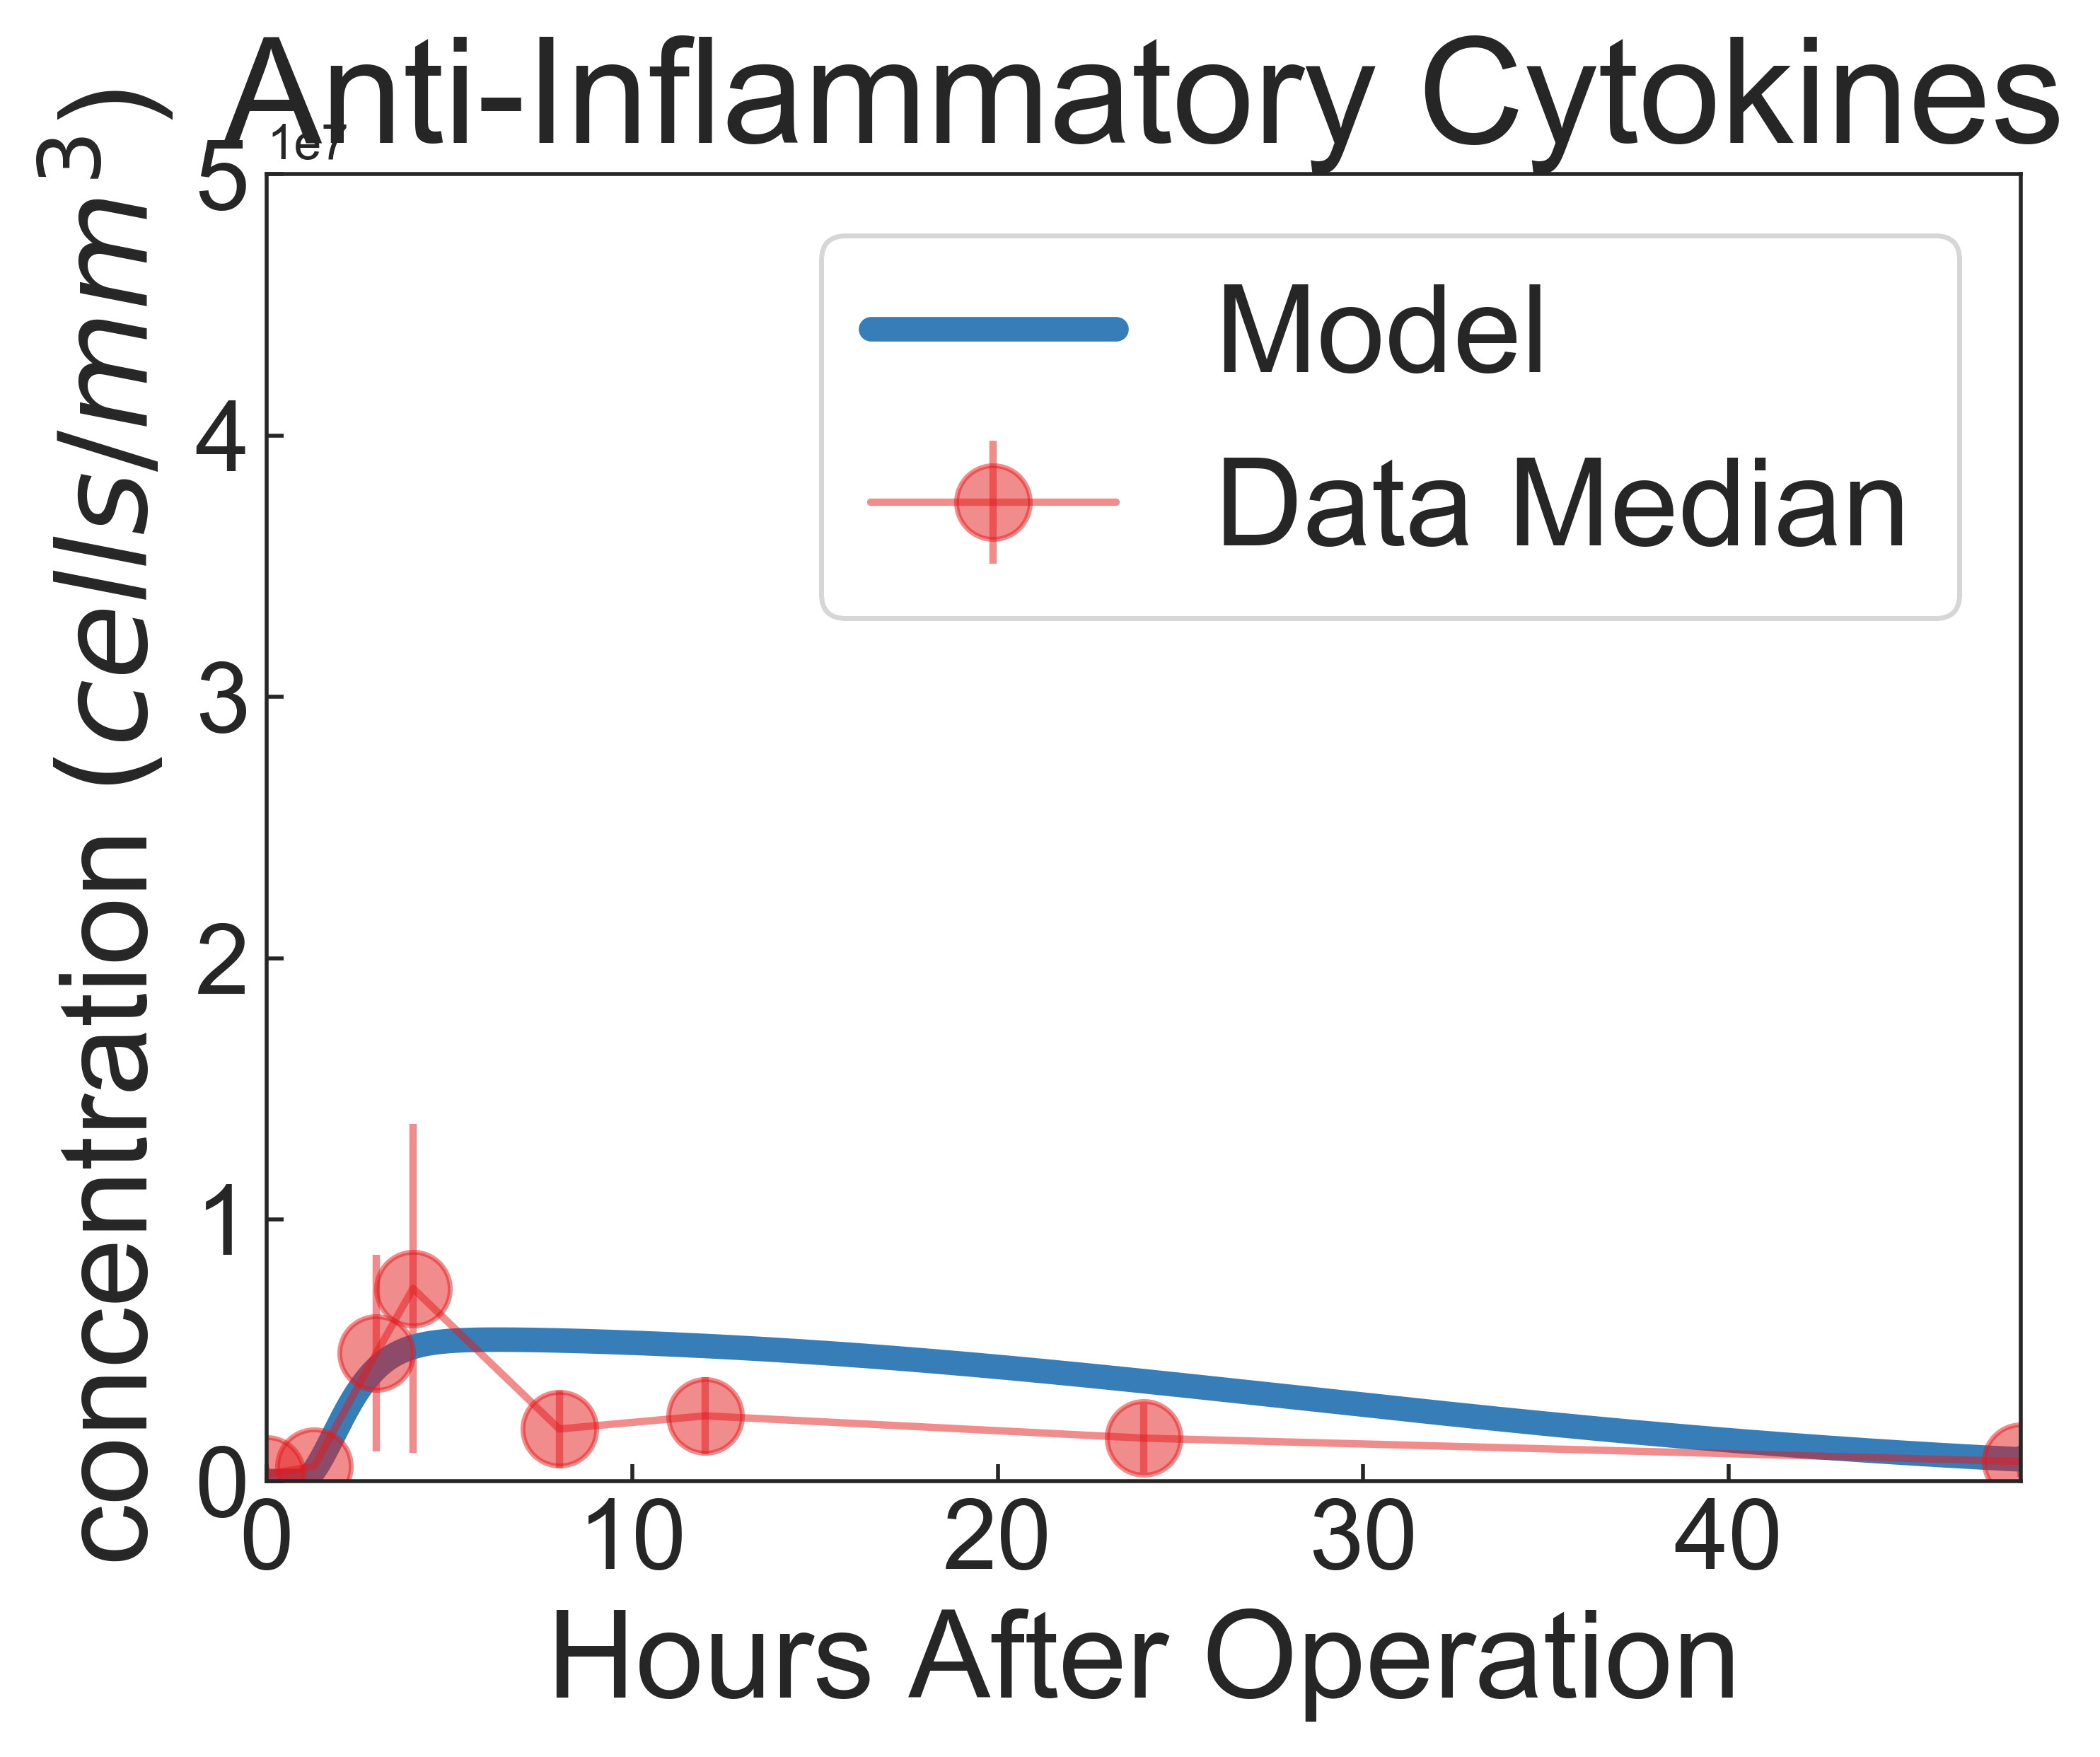 Anti-Inflammatory Cytokines
1e7
concentration (cells/mm³)
5
4
3
2
1
0
Model
Data Median
0 10 20 30 40
Hours After Operation